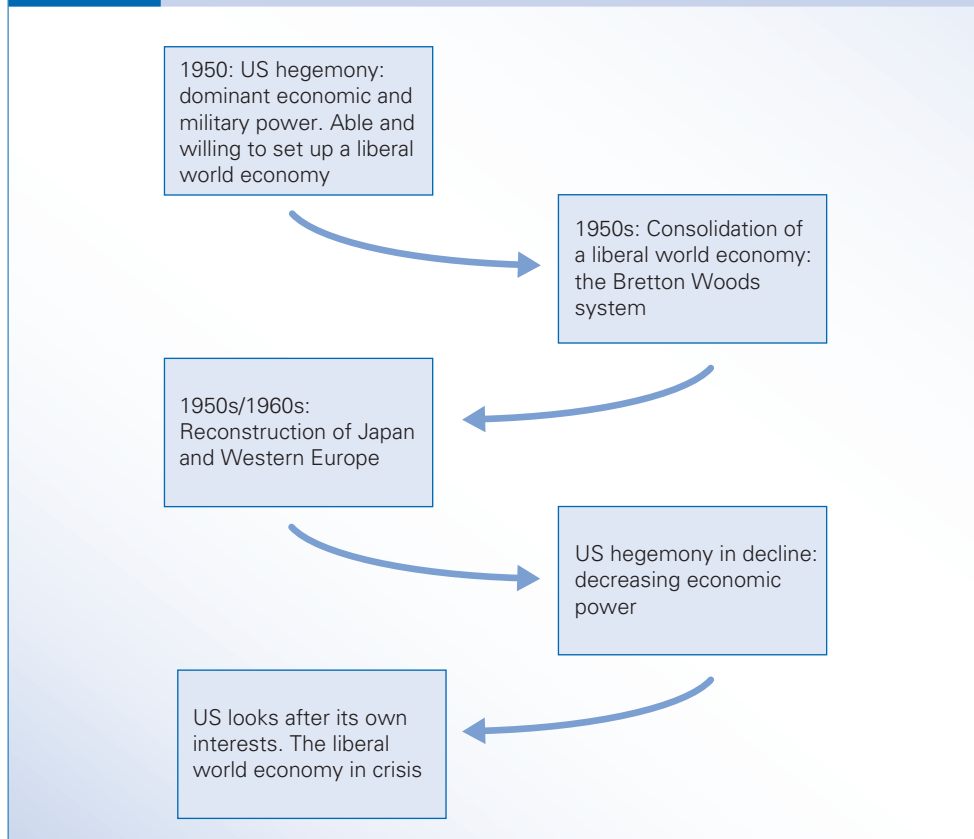 1950: US hegemony:
dominant economic and
military power. Able and
willing to set up a liberal
world economy
1950s: Consolidation of
a liberal world economy:
the Bretton Woods
system
1950s/1960s:
Reconstruction of Japan
and Western Europe
US hegemony in decline:
decreasing economic
power
US looks after its own
interests. The liberal
world economy in crisis